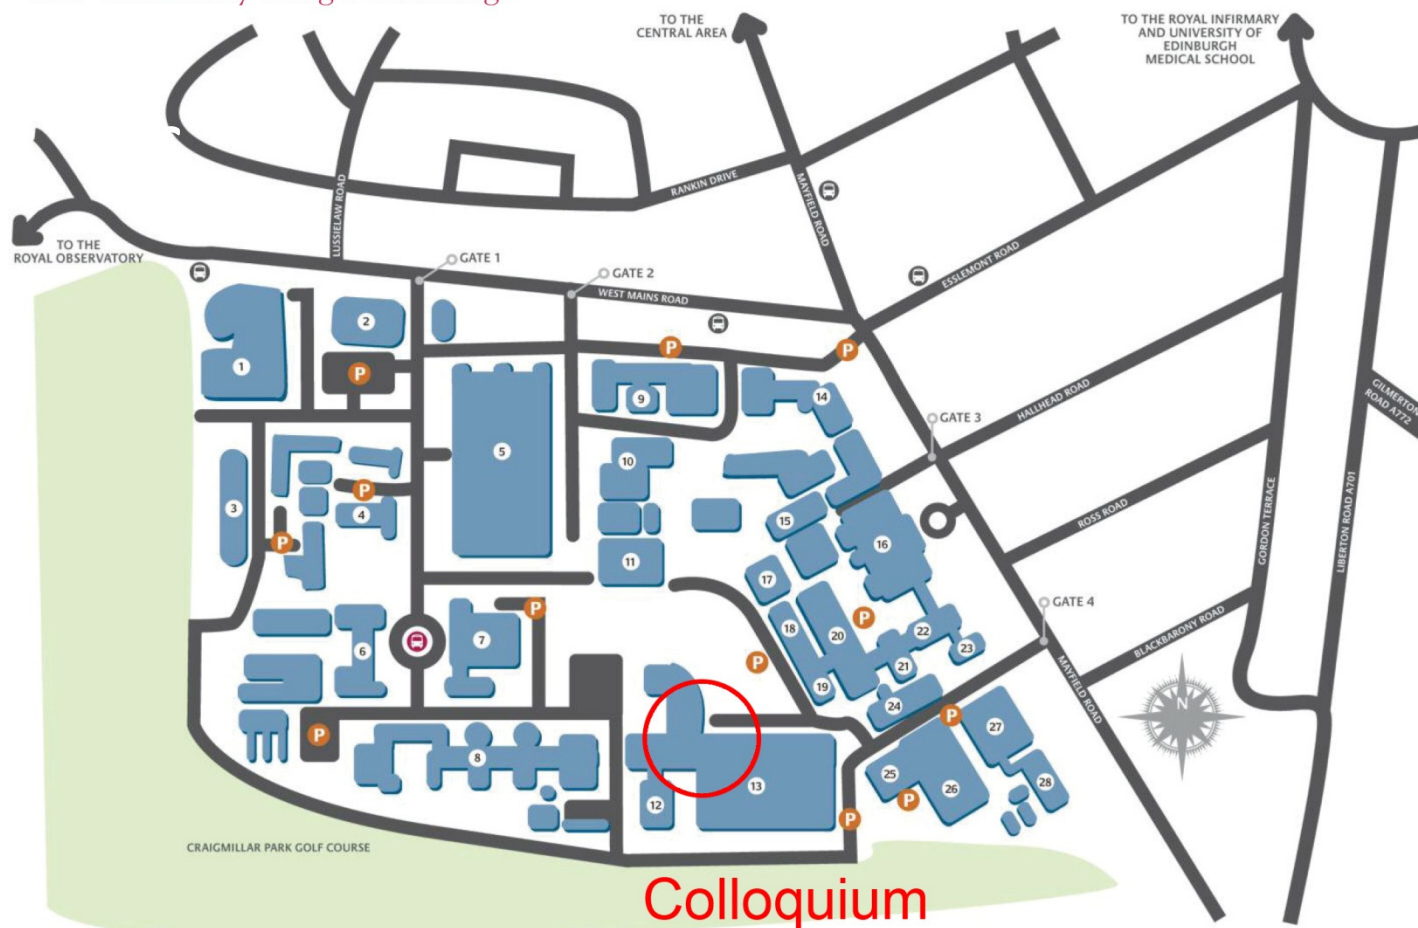 TO THE
CENTRAL AREA
TO THE ROYAL INFIRMARY
AND UNIVERSITY OF
EDINBURGH
MEDICAL SCHOOL
RANKIN DRIVE
MAYFIELD ROAD
LUSSIELAW ROAD
TO THE
ROYAL OBSERVATORY
GATE 1
GATE 2
WEST MAINS ROAD
ESSLEMONT ROAD
1
2
P
P
P
9
14
HALLHEAD ROAD
GILMERTON
ROAD A772
GATE 3
5
10
3
P
4
P
15
16
ROSS ROAD
GORDON TERRACE
LIBERTON ROAD A701
11
17
P
7
6
18
20
P
22
23
GATE 4
BLACKBARONY ROAD
MAYFIELD ROAD
P
21
19
24
P
27
N
P
8
12
13
25
26
28
P
P
CRAIGMILLAR PARK GOLF COURSE
Colloquium